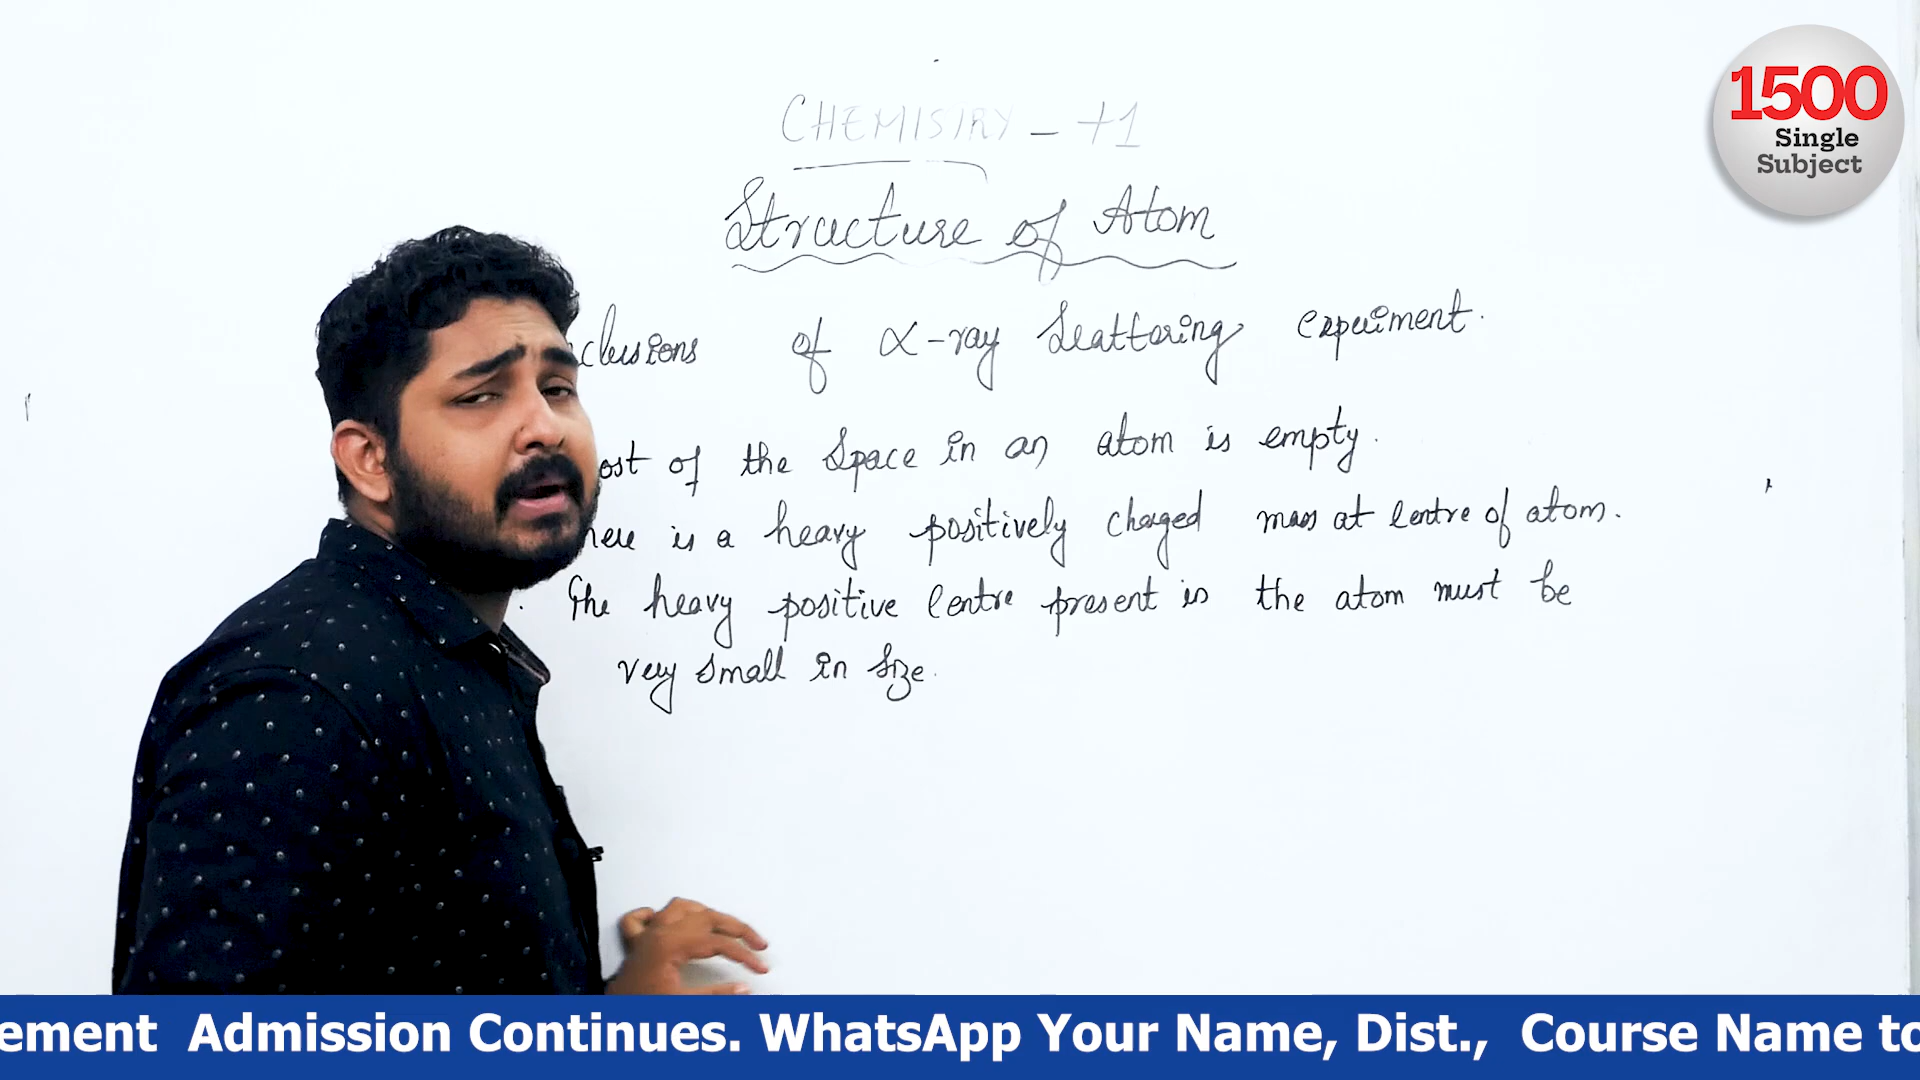 1500
Single
Subject
CHEMISTRY - +1
Structure of Atom
clusions of α-ray Scattering experiment.
ost of the Space in an atom is empty.
here is a heavy positively charged mass at Centre of atom.
The heavy positive Centre present is the atom must be
very small in Size.
ement Admission Continues. WhatsApp Your Name, Dist., Course Name to